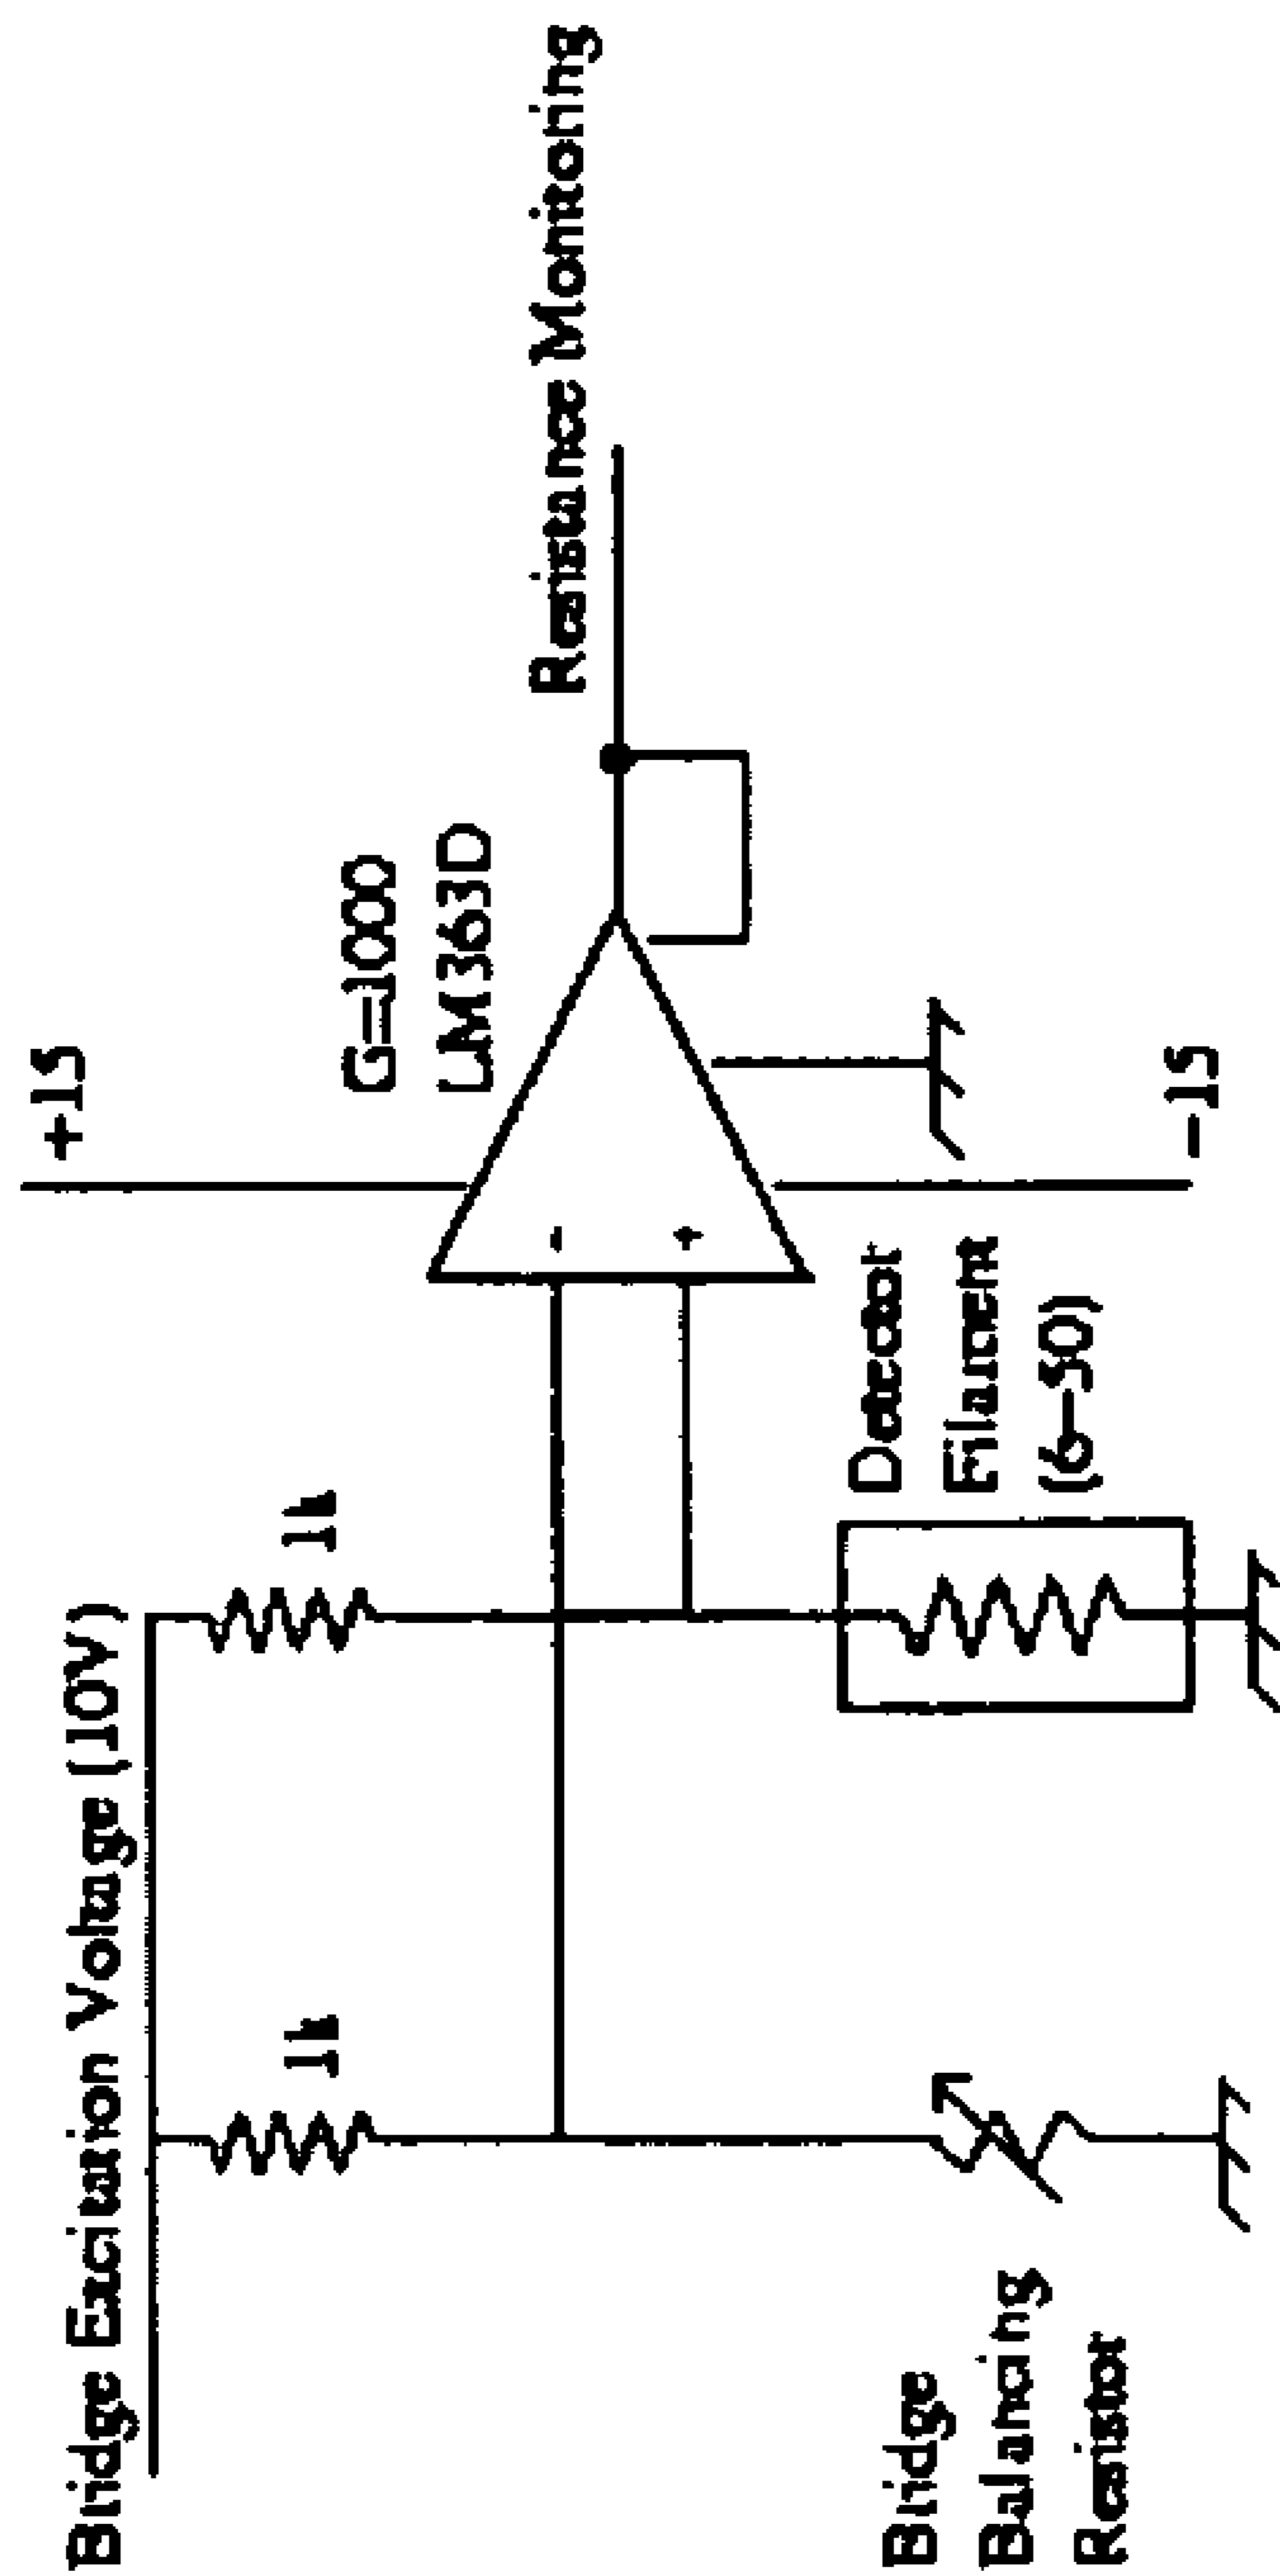 Bridge Excitation Voltage (10V)
1k
1k
+15
G=1000
LM363D
Resistance Monitoring
-
+
-15
Detector
Filament
(6-50)
Bridge
Balancing
Resistor